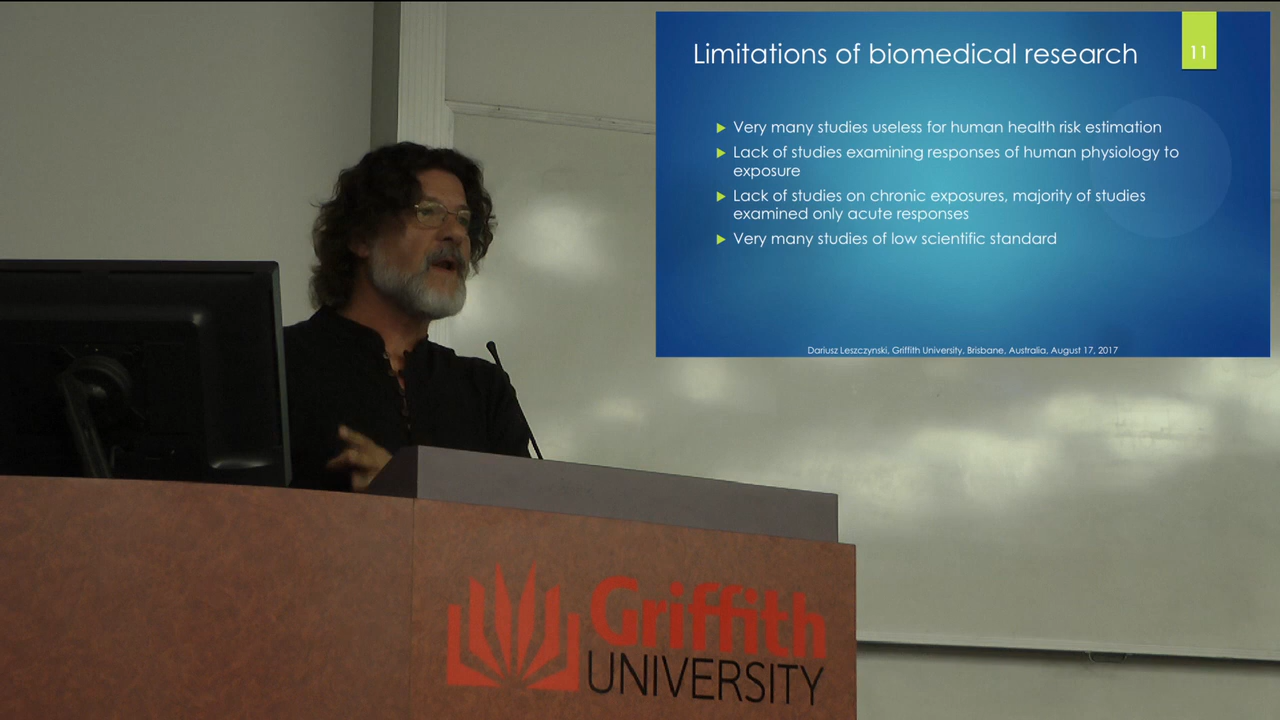 Limitations of biomedical research
11
Very many studies useless for human health risk estimation
Lack of studies examining responses of human physiology to
exposure
Lack of studies on chronic exposures, majority of studies
examined only acute responses
Very many studies of low scientific standard
Dariusz Leszczynski, Griffith University, Brisbane, Australia, August 17, 2017
Griffith
UNIVERSITY